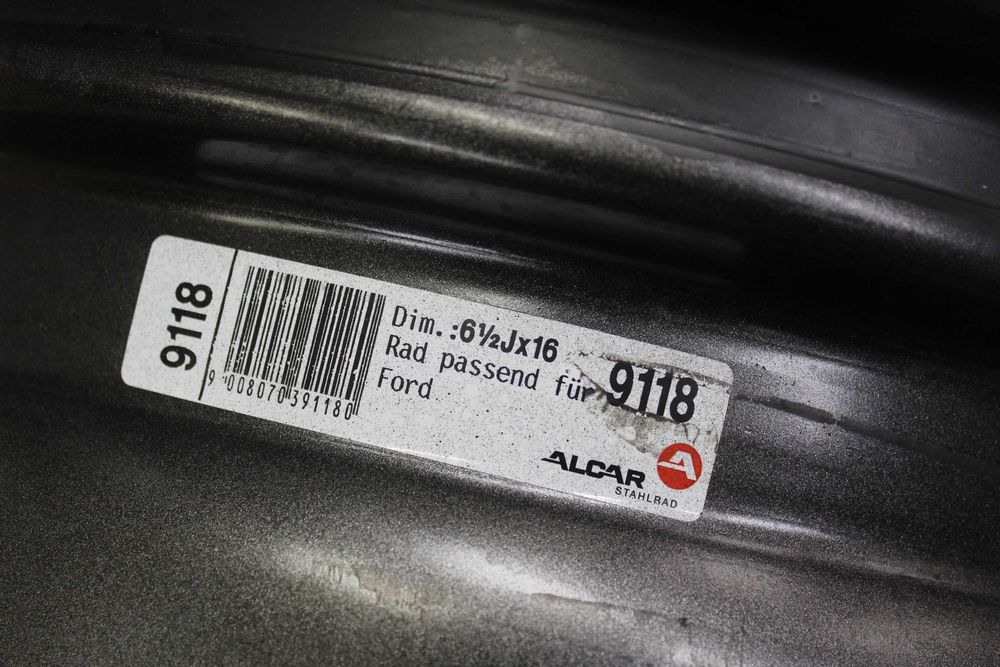 9118
9 008070 391180
Dim. :6½Jx16
Rad passend für 9118
Ford
ALCAR
STAHLRAD